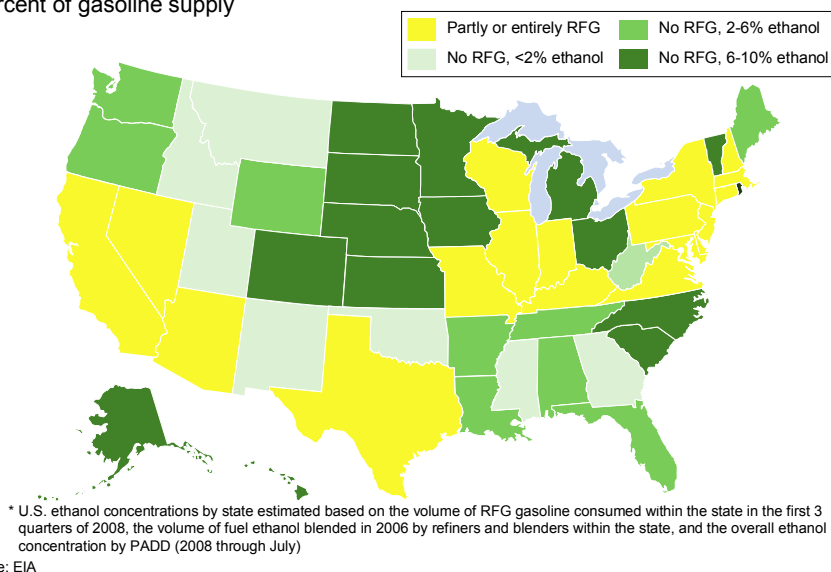 of gasoline supply
Partly or entirely RFG
No RFG, 2-6% ethanol
No RFG, <2% ethanol
No RFG, 6-10% ethanol
* U.S. ethanol concentrations by state estimated based on the volume of RFG gasoline consumed within the state in the first 3
quarters of 2008, the volume of fuel ethanol blended in 2006 by refiners and blenders within the state, and the overall ethanol
concentration by PADD (2008 through July)
EIA